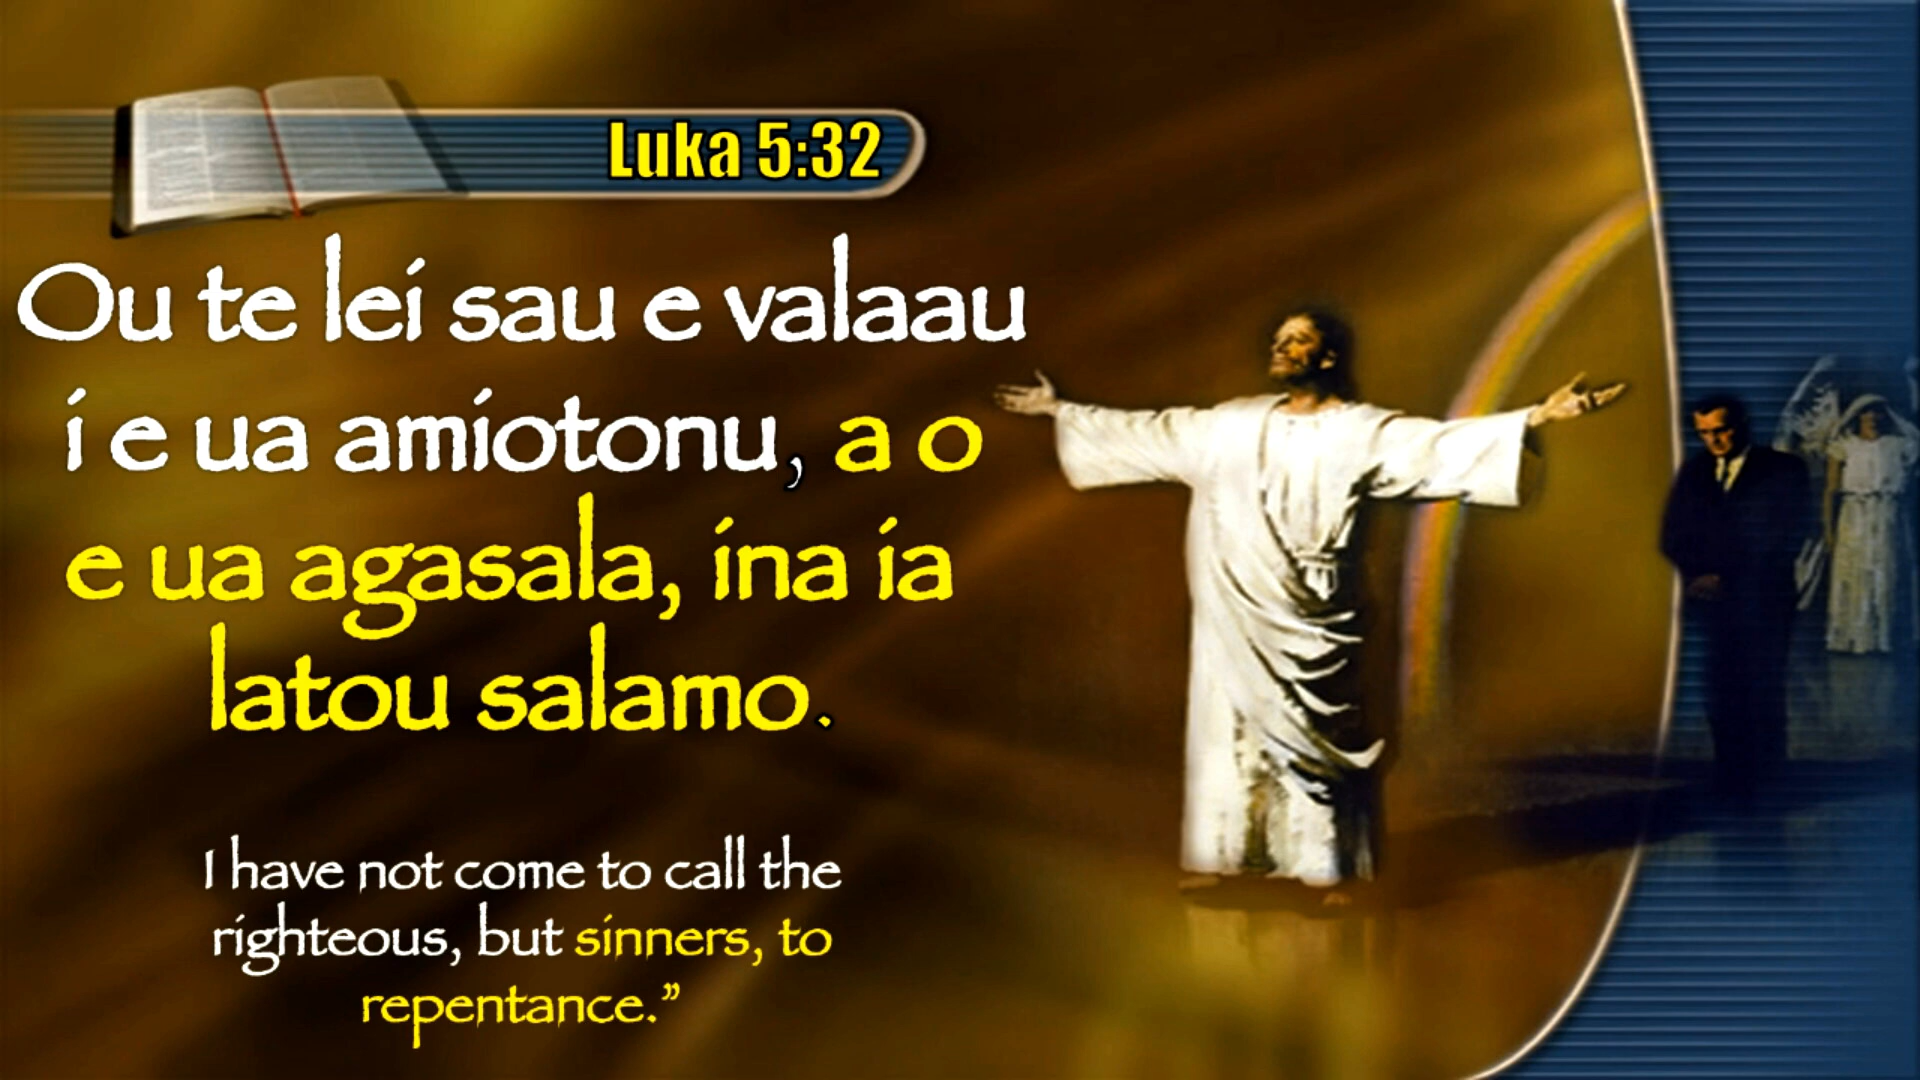 Luka 5:32
Ou te lei sau e valaau
i e ua amiotonu, a o
e ua agasala, ina ia
latou salamo.
I have not come to call the
righteous, but sinners, to
repentance.”